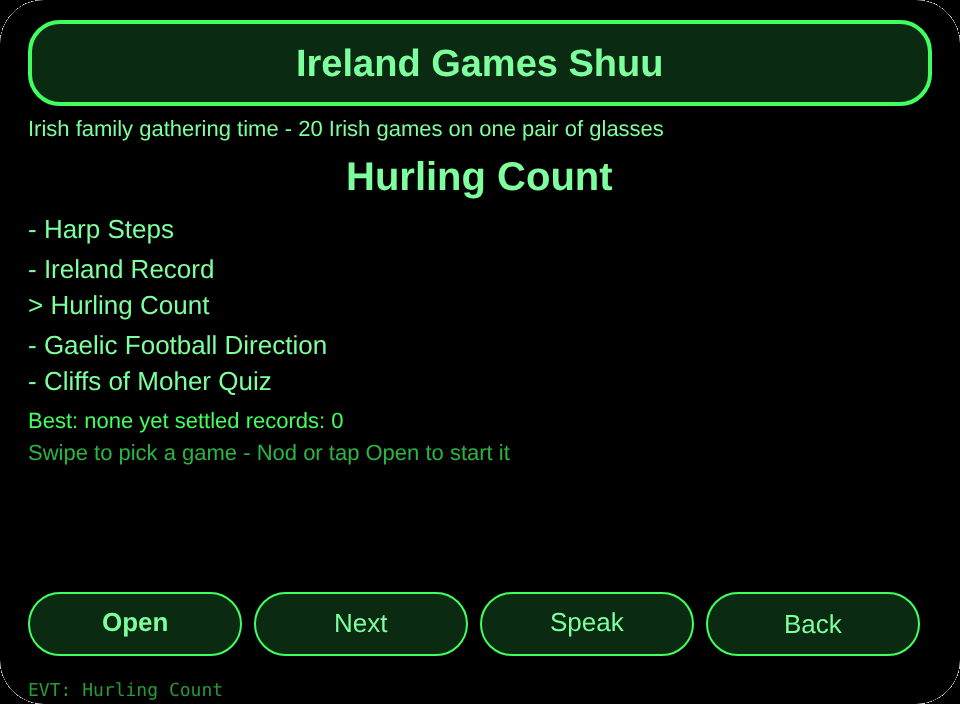 Ireland Games Shuu
Irish family gathering time - 20 Irish games on one pair of glasses
Hurling Count
- Harp Steps
- Ireland Record
> Hurling Count
- Gaelic Football Direction
- Cliffs of Moher Quiz
Best: none yet settled records: 0
Swipe to pick a game - Nod or tap Open to start it
Open
Next
Speak
Back
EVT: Hurling Count